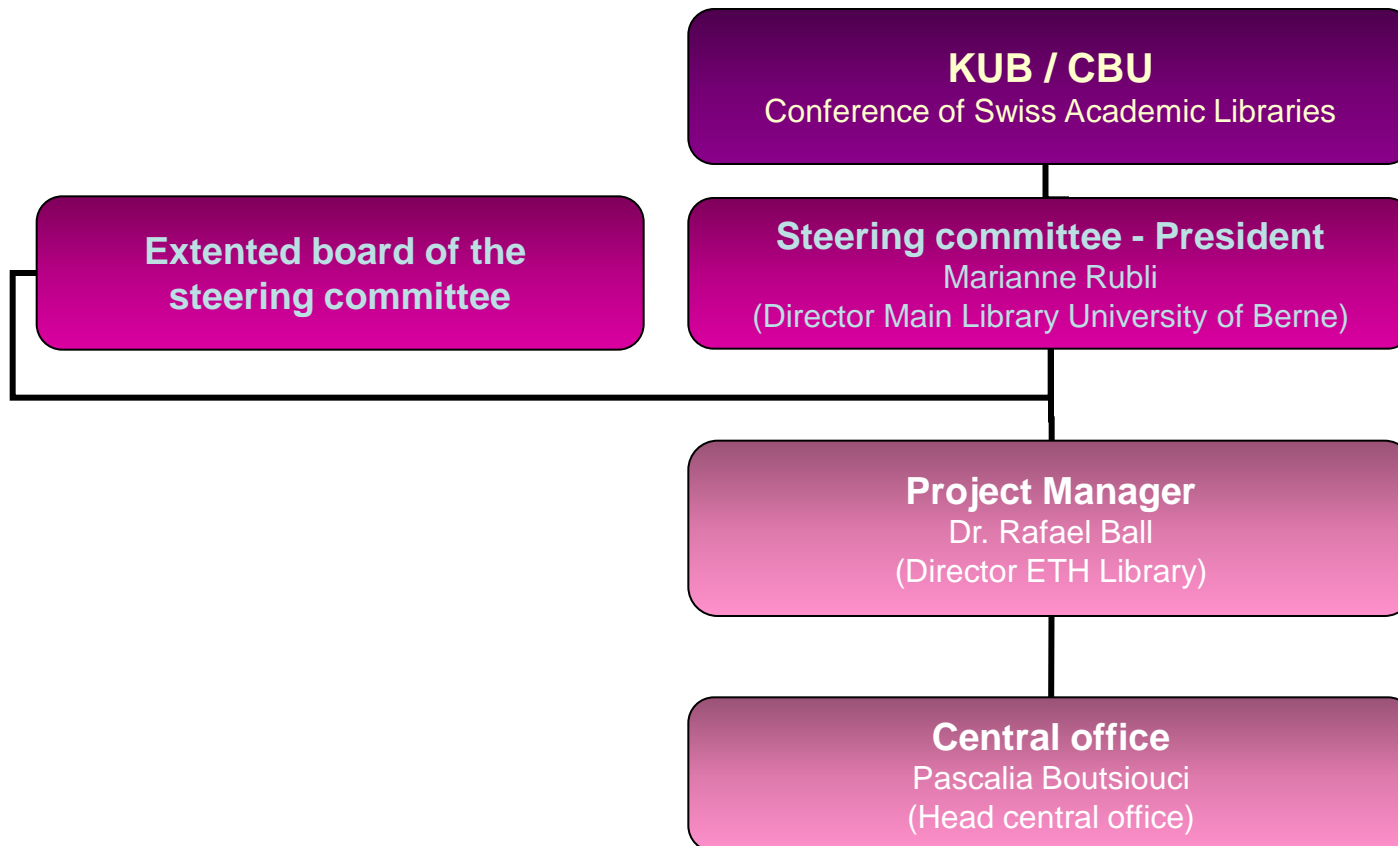 KUB / CBU
Conference of Swiss Academic Libraries
Extented board of the
steering committee
Steering committee - President
Marianne Rubli
(Director Main Library University of Berne)
Project Manager
Dr. Rafael Ball
(Director ETH Library)
Central office
Pascalia Boutsiouci
(Head central office)